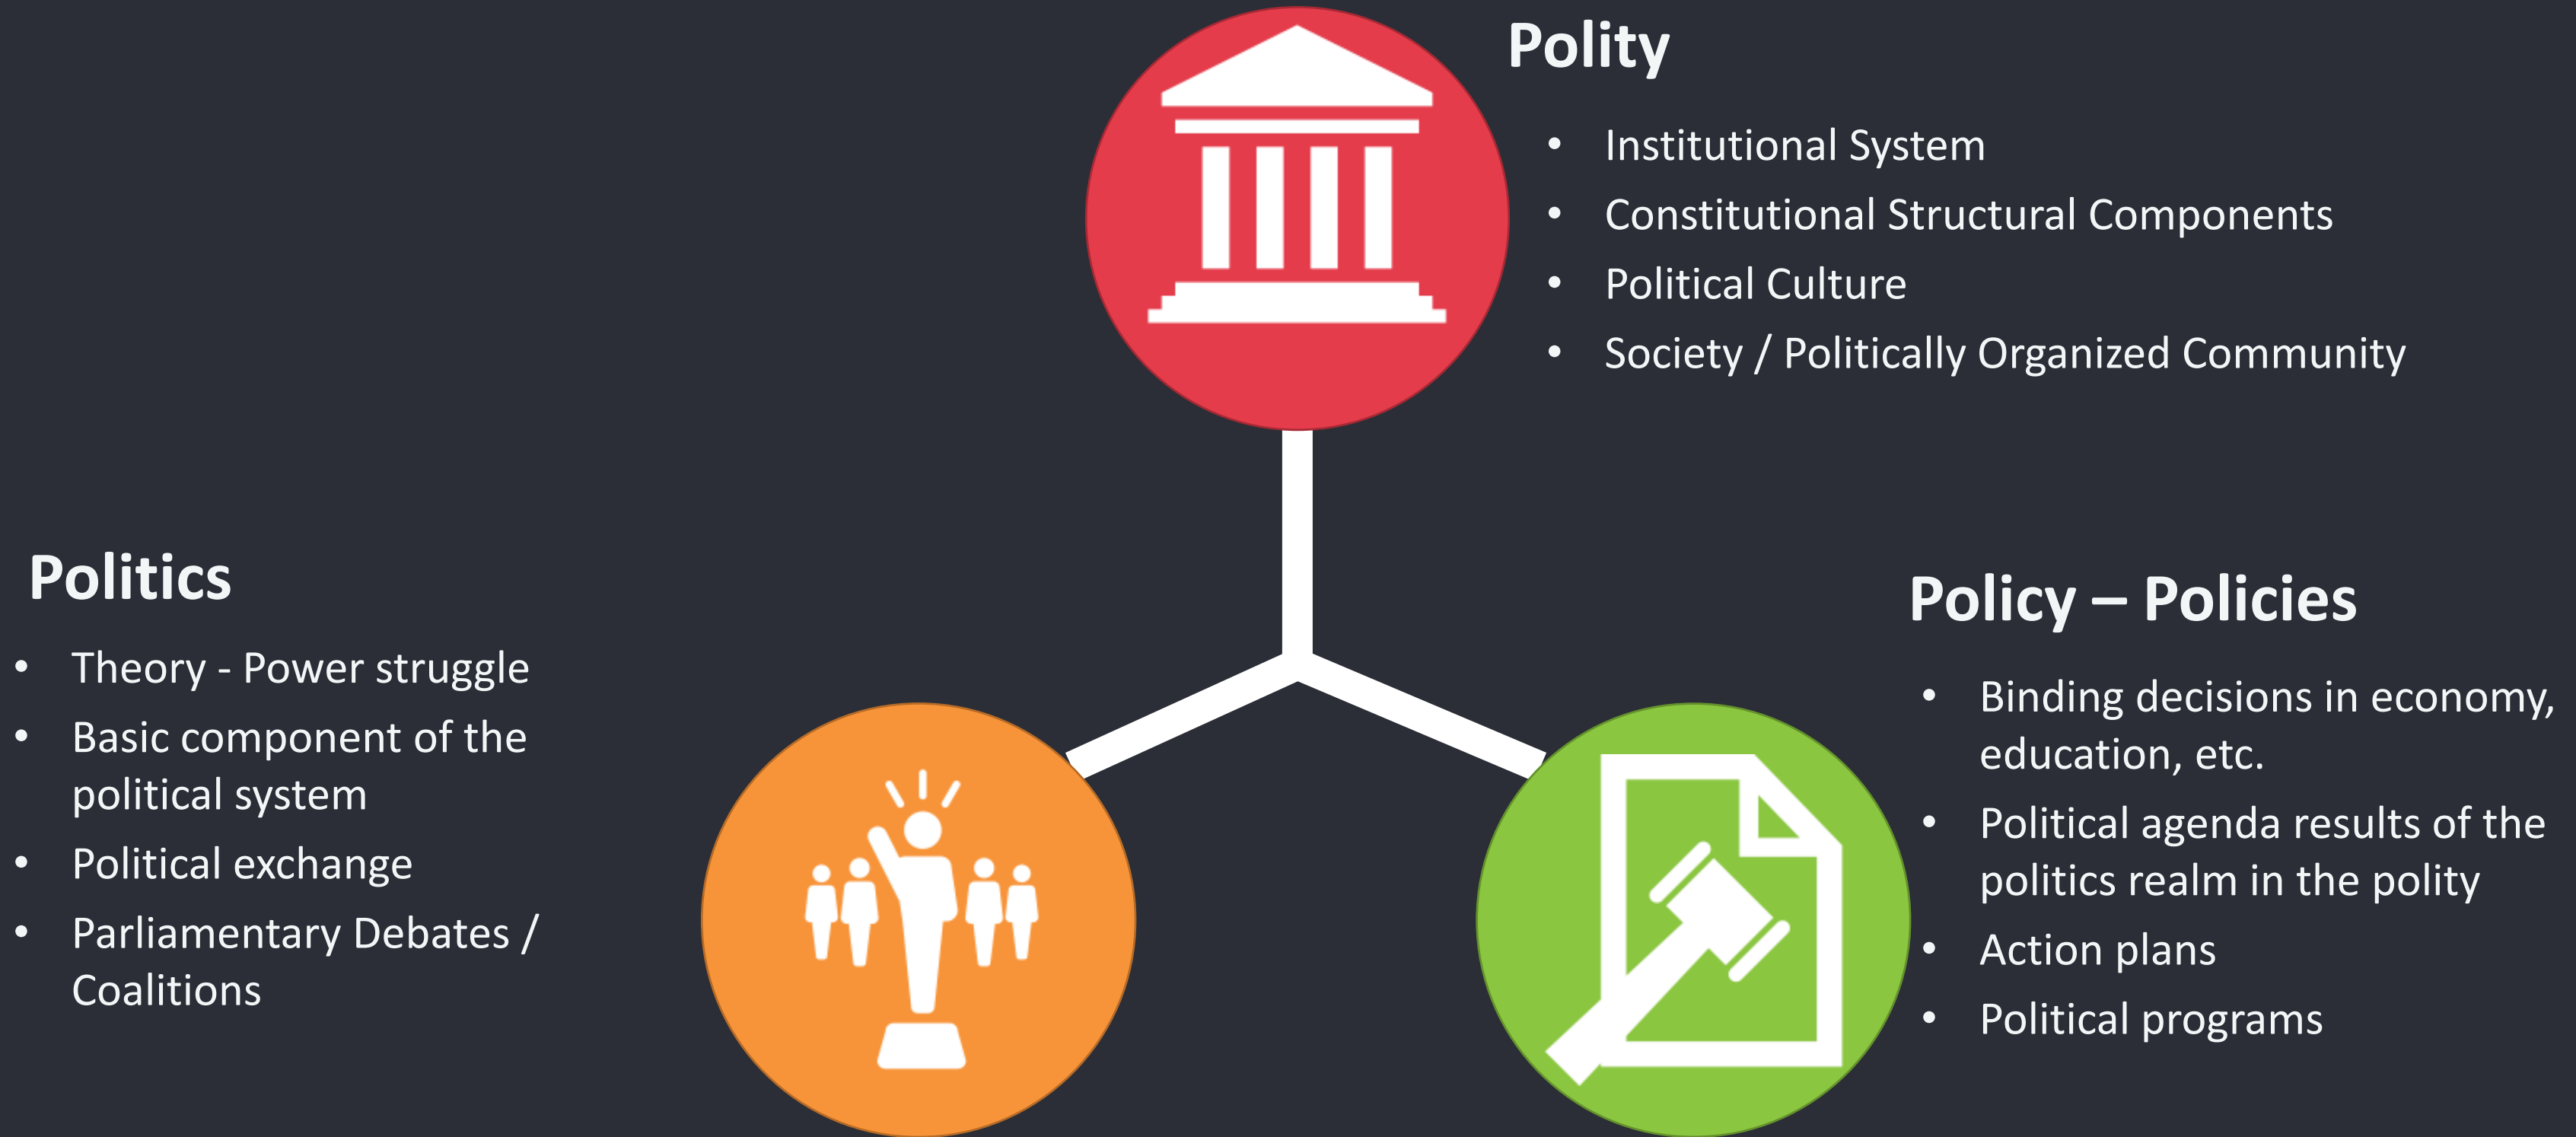 Polity
• Institutional System
• Constitutional Structural Components
• Political Culture
• Society / Politically Organized Community
Politics
• Theory - Power struggle
• Basic component of the
political system
• Political exchange
• Parliamentary Debates /
Coalitions
Policy – Policies
• Binding decisions in economy,
education, etc.
• Political agenda results of the
politics realm in the polity
• Action plans
• Political programs